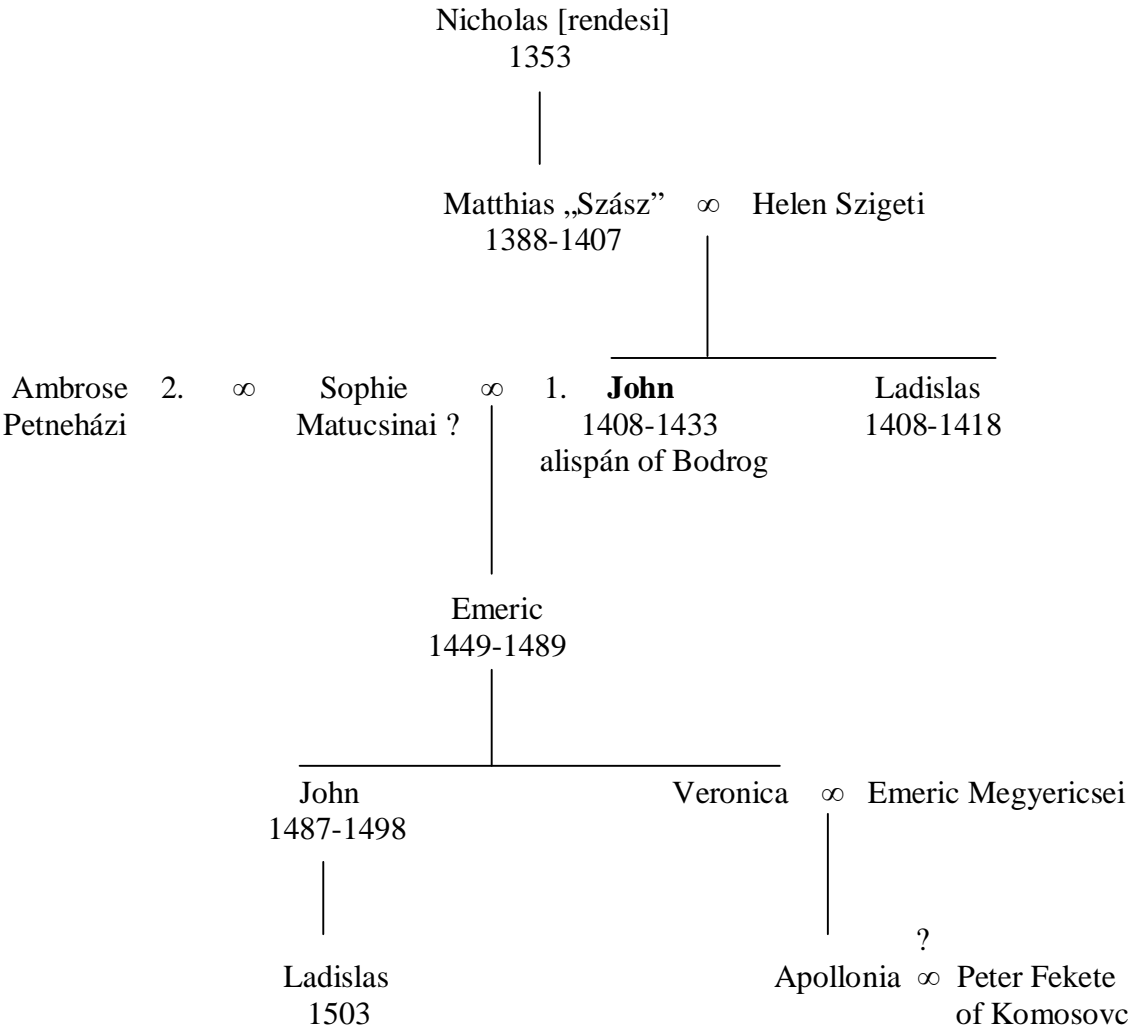 Nicholas [rendesi]
1353
Matthias „Szász” ∞ Helen Szigeti
1388-1407
Ambrose 2. ∞ Sophie ∞ 1. John Ladislas
Petneházi Matucsinai ? 1408-1433 1408-1418
alispán of Bodrog
Emeric
1449-1489
John Veronica ∞ Emeric Megyericsei
1487-1498
?
Ladislas Apollonia ∞ Peter Fekete
1503 of Komosovc